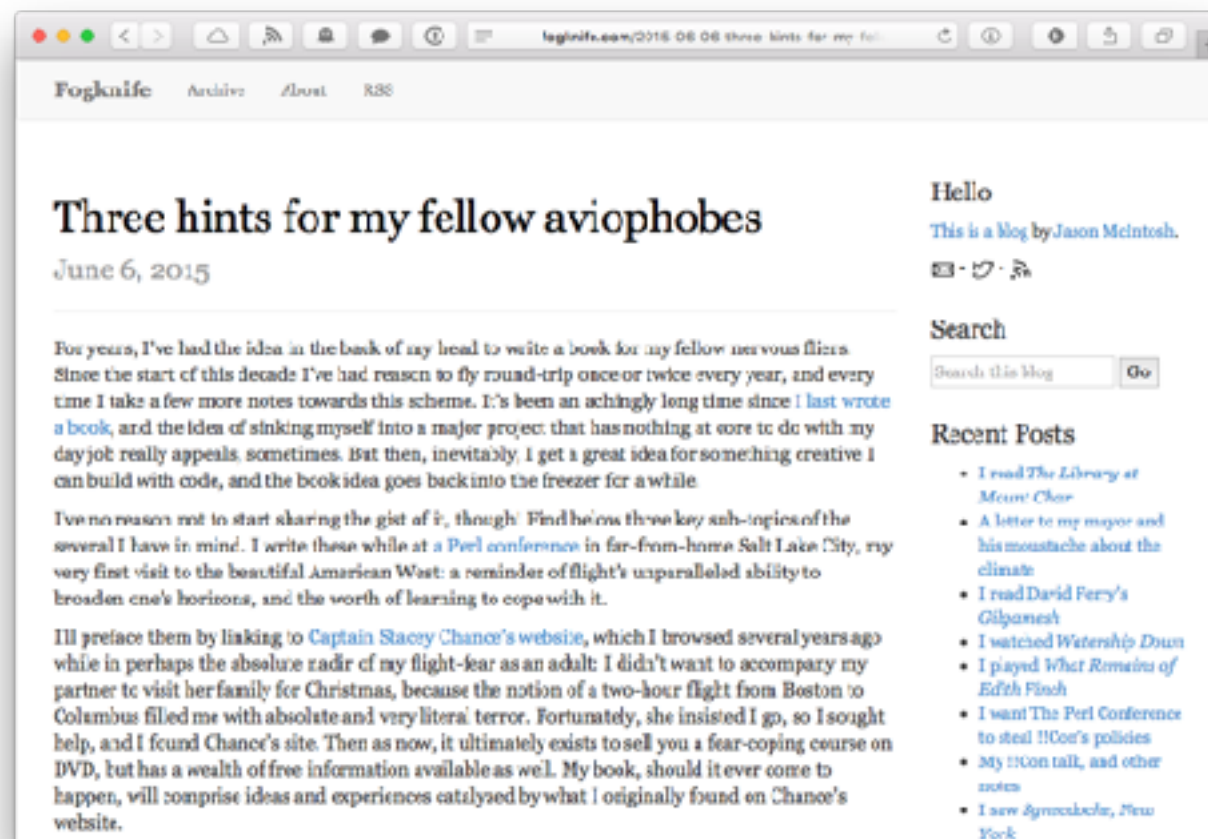 fogknife.com/2015-06-06-three-hints-for-my-fell
Fogknife Archive About RSS
Three hints for my fellow aviophobes
June 6, 2015
For years, I've had the idea in the back of my head to write a book for my fellow nervous fliers.
Since the start of this decade I've had reason to fly round-trip once or twice every year, and every
time I take a few more notes towards this scheme. It's been an achingly long time since I last wrote
a book, and the idea of sinking myself into a major project that has nothing at core to do with my
day job really appeals, sometimes. But then, inevitably, I get a great idea for something creative I
can build with code, and the book idea goes back into the freezer for a while.
I've no reason not to start sharing the gist of it, though! Find below three key sub-topics of the
several I have in mind. I write these while at a Perl conference in far-from-home Salt Lake City, my
very first visit to the beautiful American West: a reminder of flight's unparalleled ability to
broaden one's horizons, and the worth of learning to cope with it.
I'll preface them by linking to Captain Stacey Chance's website, which I browsed several years ago
while in perhaps the absolute nadir of my flight-fear as an adult: I didn't want to accompany my
partner to visit her family for Christmas, because the notion of a two-hour flight from Boston to
Columbus filled me with absolute and very literal terror. Fortunately, she insisted I go, so I sought
help, and I found Chance's site. Then as now, it ultimately exists to sell you a fear-coping course on
DVD, but has a wealth of free information available as well. My book, should it ever come to
happen, will comprise ideas and experiences catalyzed by what I originally found on Chance's
website.
Hello
This is a blog by Jason McIntosh.
Search
Search this blog Go
Recent Posts
I read The Library at
Mount Char
A letter to my mayor and
his moustache about the
climate
I read David Ferry's
Gilgamesh
I watched Watership Down
I played What Remains of
Edith Finch
I want The Perl Conference
to steal !!Con's policies
My !!Con talk, and other
notes
I saw Synecdoche, New
York